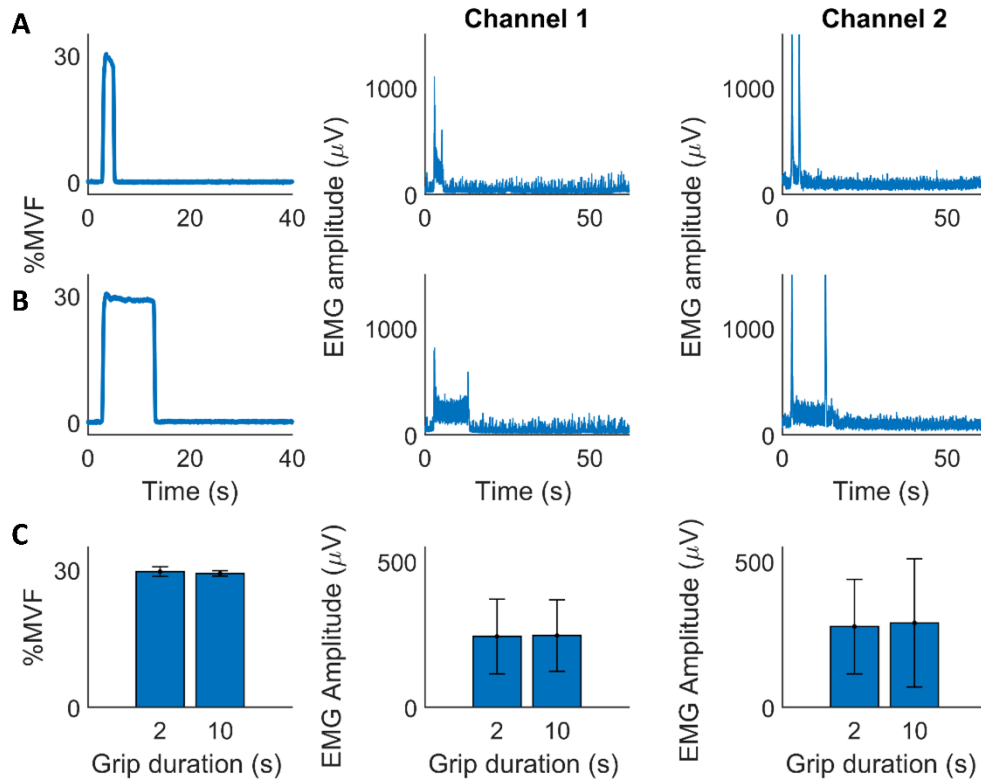 A
Channel 1
Channel 2
30
0
0
20
40
1000
0
0
50
1000
0
0
50
%MVF
EMG amplitude (μV)
EMG amplitude (μV)
B
30
0
0
20
40
Time (s)
1000
0
0
50
Time (s)
1000
0
0
50
Time (s)
C
%MVF
30
0
2
10
Grip duration (s)
EMG Amplitude (μV)
500
0
2
10
Grip duration (s)
EMG Amplitude (μV)
500
0
2
10
Grip duration (s)